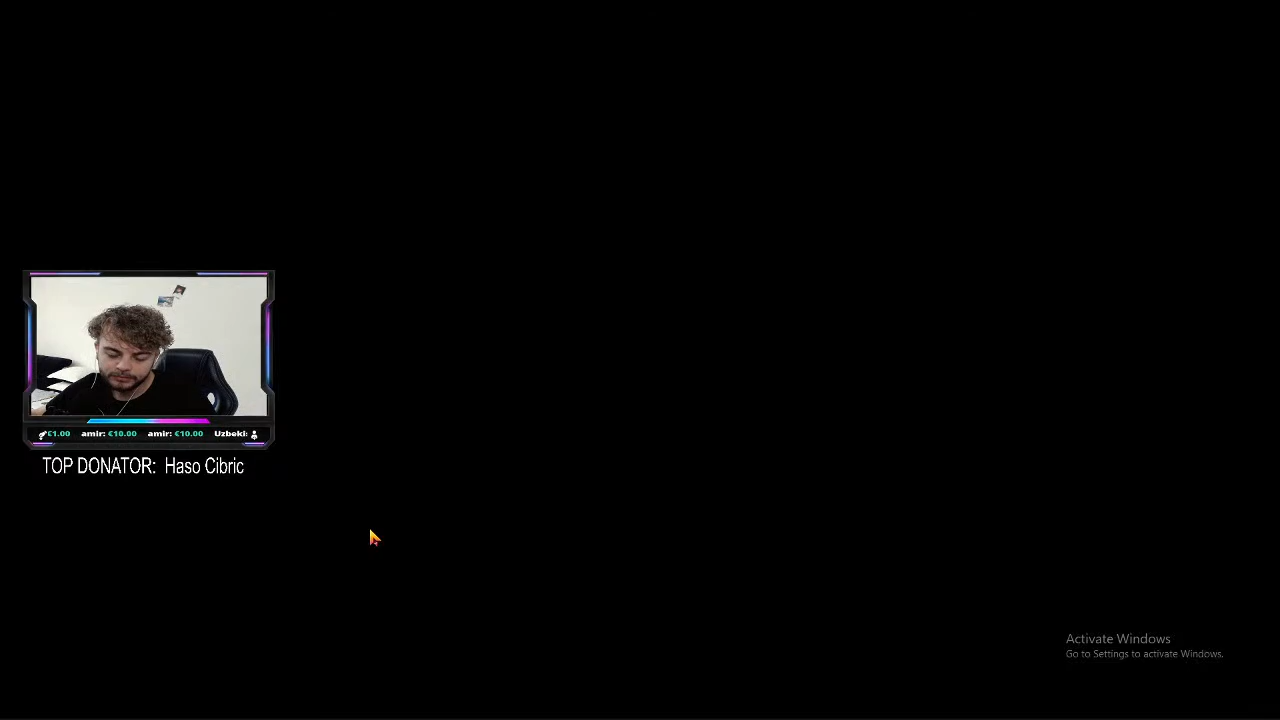 €1.00 amir: €10.00 amir: €10.00 Uzbeki:
TOP DONATOR: Haso Cibric
Activate Windows
Go to Settings to activate Windows.